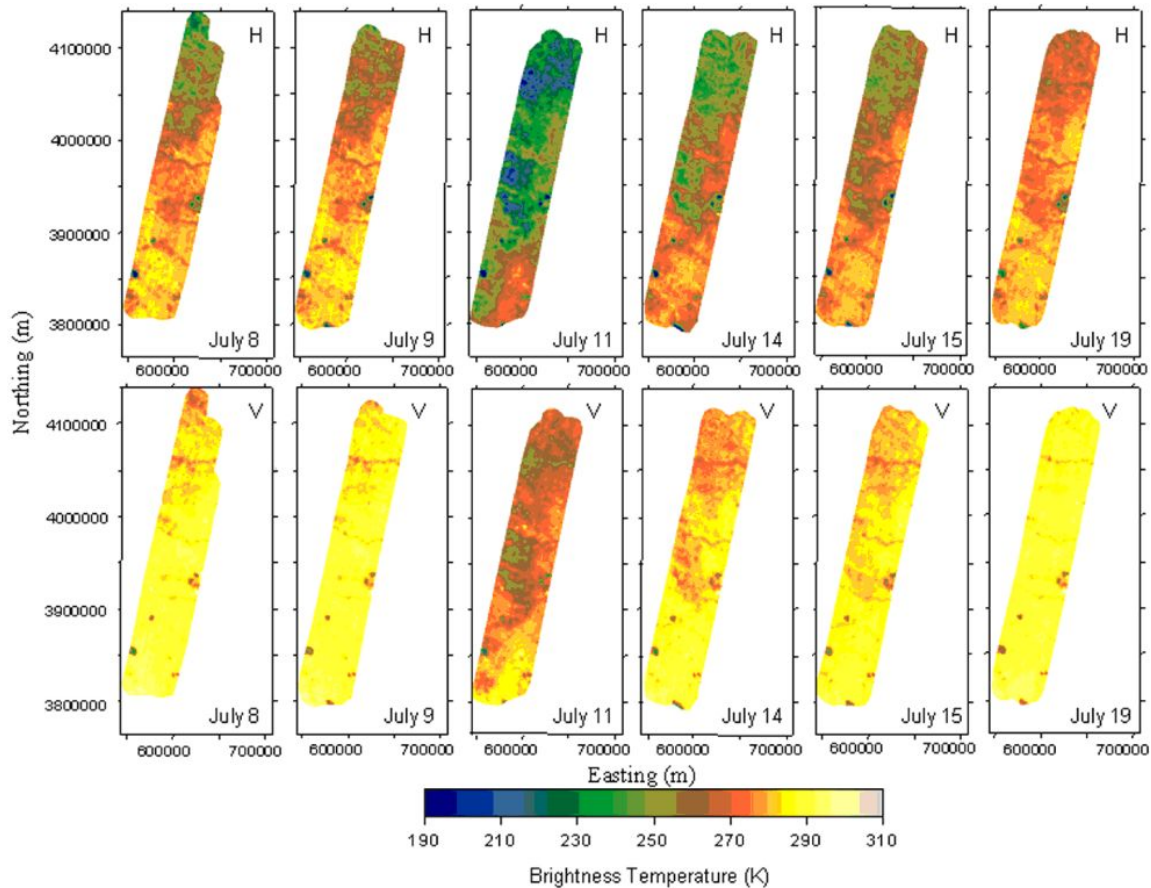 H H H H H H
4100000
4000000
3900000
3800000
July 8 July 9 July 11 July 14 July 15 July 19
600000 700000 600000 700000 600000 700000 600000 700000 600000 700000 600000 700000
Northing (m)
V V V V V V
4100000
4000000
3900000
3800000
July 8 July 9 July 11 July 14 July 15 July 19
600000 700000 600000 700000 600000 700000 600000 700000 600000 700000 600000 700000
Easting (m)
190 210 230 250 270 290 310
Brightness Temperature (K)